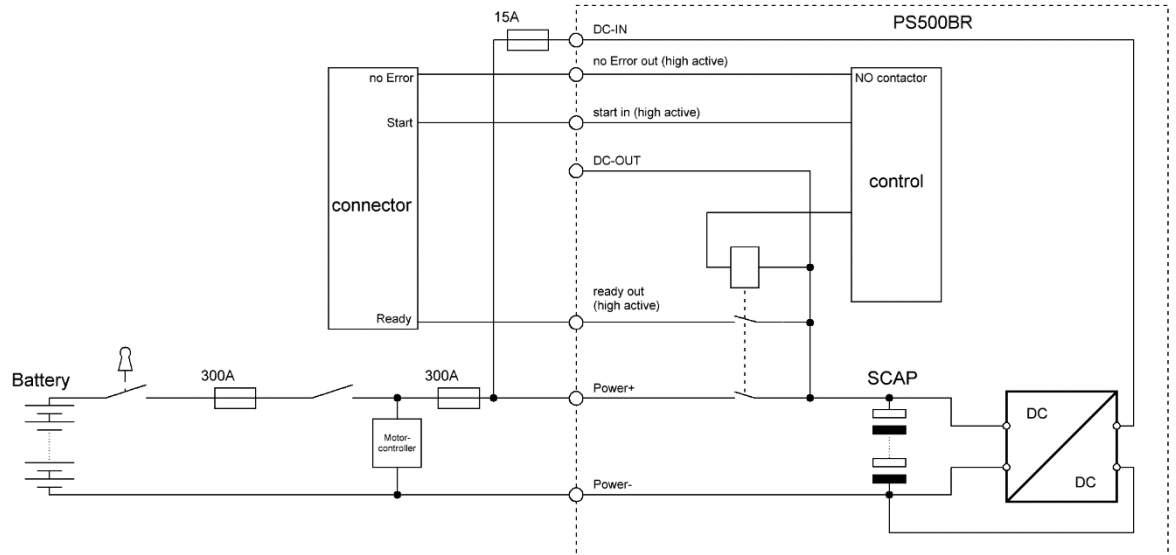 15A
DC-IN
PS500BR
no Error
no Error out (high active)
NO contactor
Start
start in (high active)
DC-OUT
connector
control
ready out
(high active)
Ready
Battery
300A
300A
Power+
SCAP
DC
Motor-
controller
DC
Power-